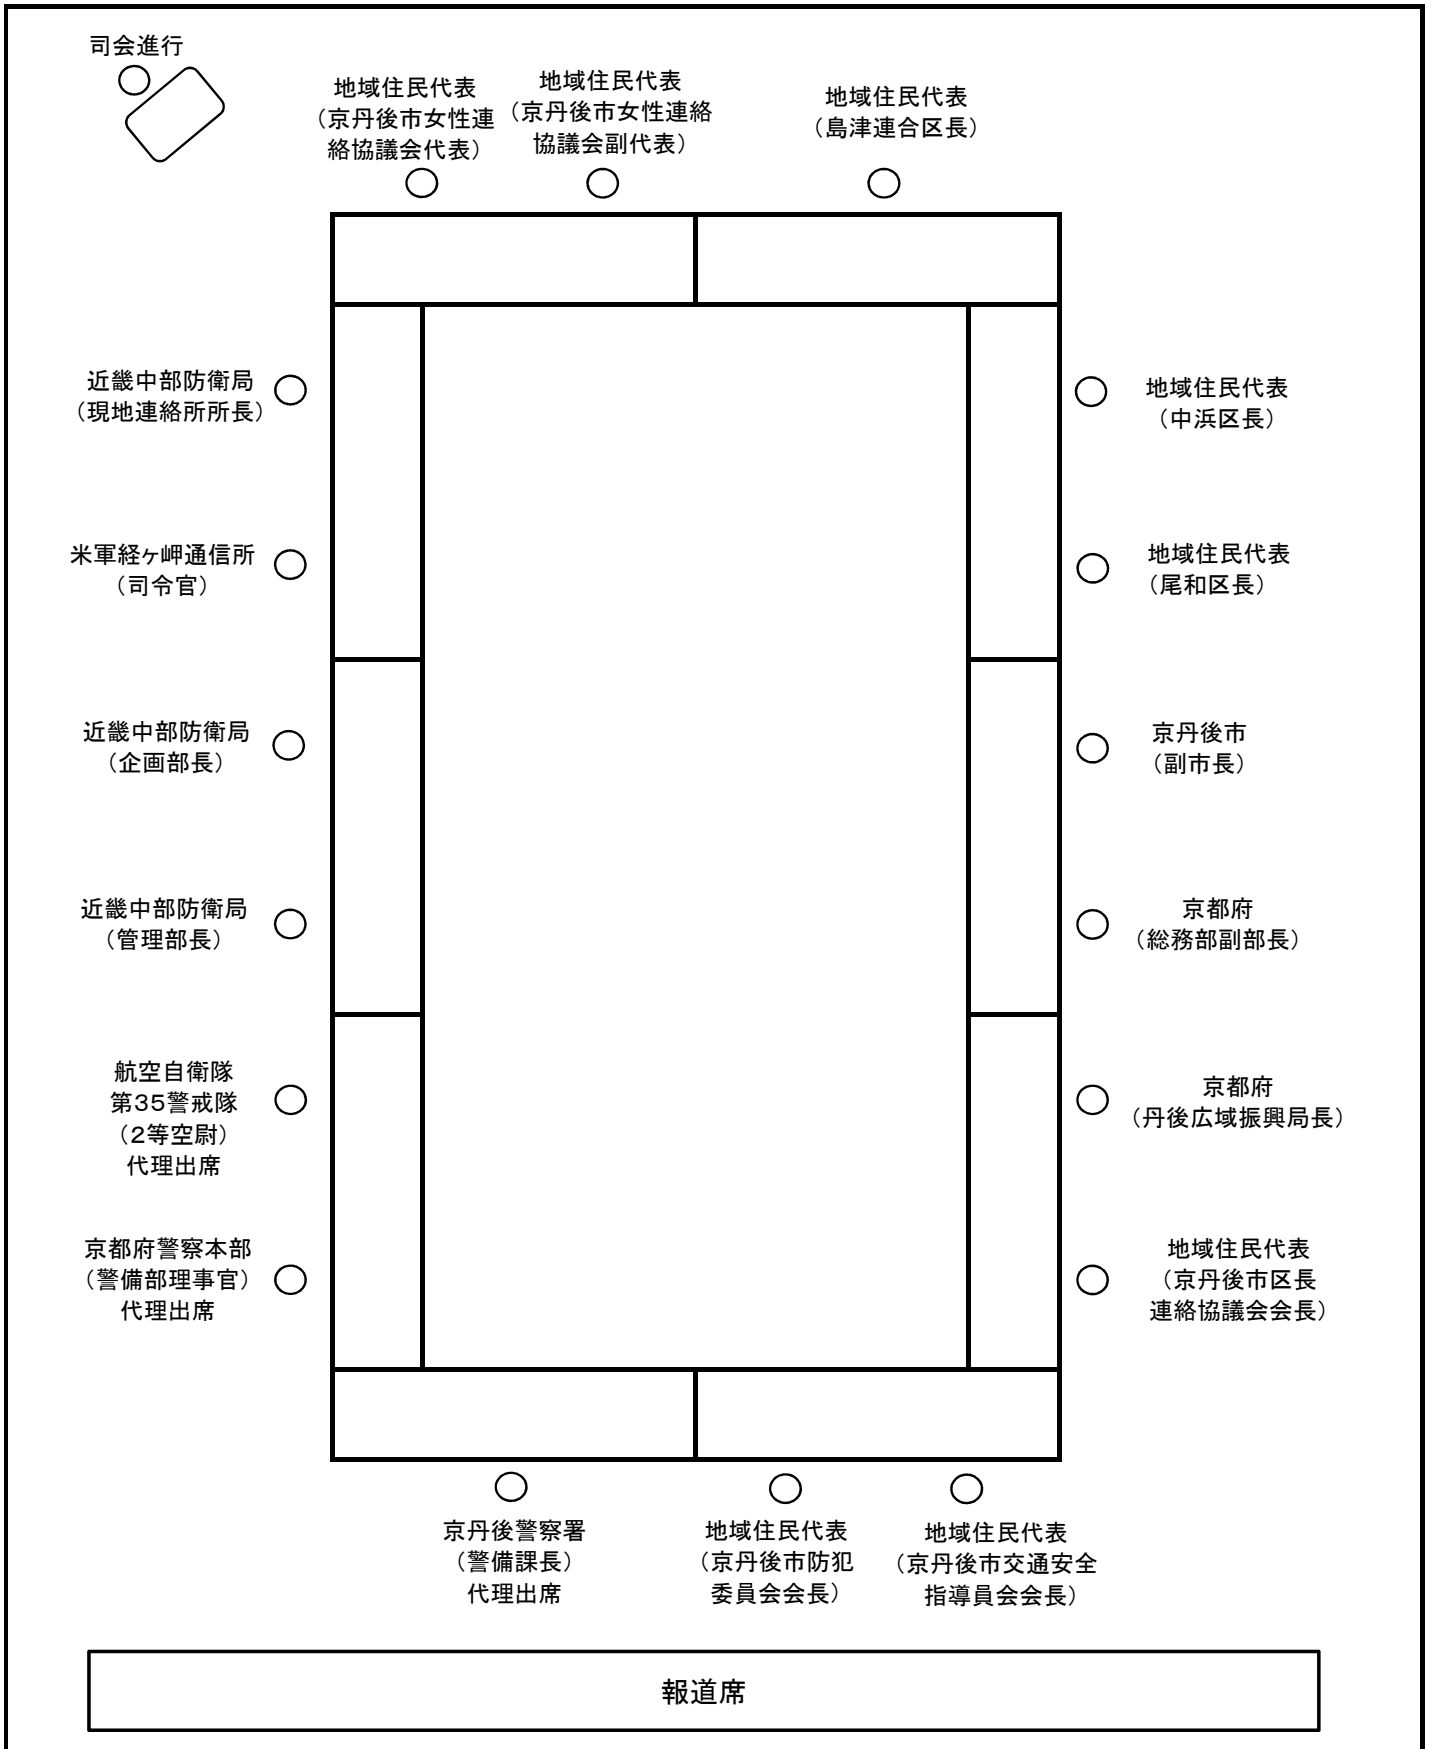 司会進行
地域住民代表
（京丹後市女性連
絡協議会代表）
地域住民代表
（京丹後市女性連絡
協議会副代表）
地域住民代表
（島津連合区長）
近畿中部防衛局
（現地連絡所所長）
地域住民代表
（中浜区長）
米軍経ヶ岬通信所
（司令官）
地域住民代表
（尾和区長）
近畿中部防衛局
（企画部長）
京丹後市
（副市長）
近畿中部防衛局
（管理部長）
京都府
（総務部副部長）
航空自衛隊
第35警戒隊
（2等空尉）
代理出席
京都府
（丹後広域振興局長）
京都府警察本部
（警備部理事官）
代理出席
地域住民代表
（京丹後市区長
連絡協議会会長）
京丹後警察署
（警備課長）
代理出席
地域住民代表
（京丹後市防犯
委員会会長）
地域住民代表
（京丹後市交通安全
指導員会会長）
報道席